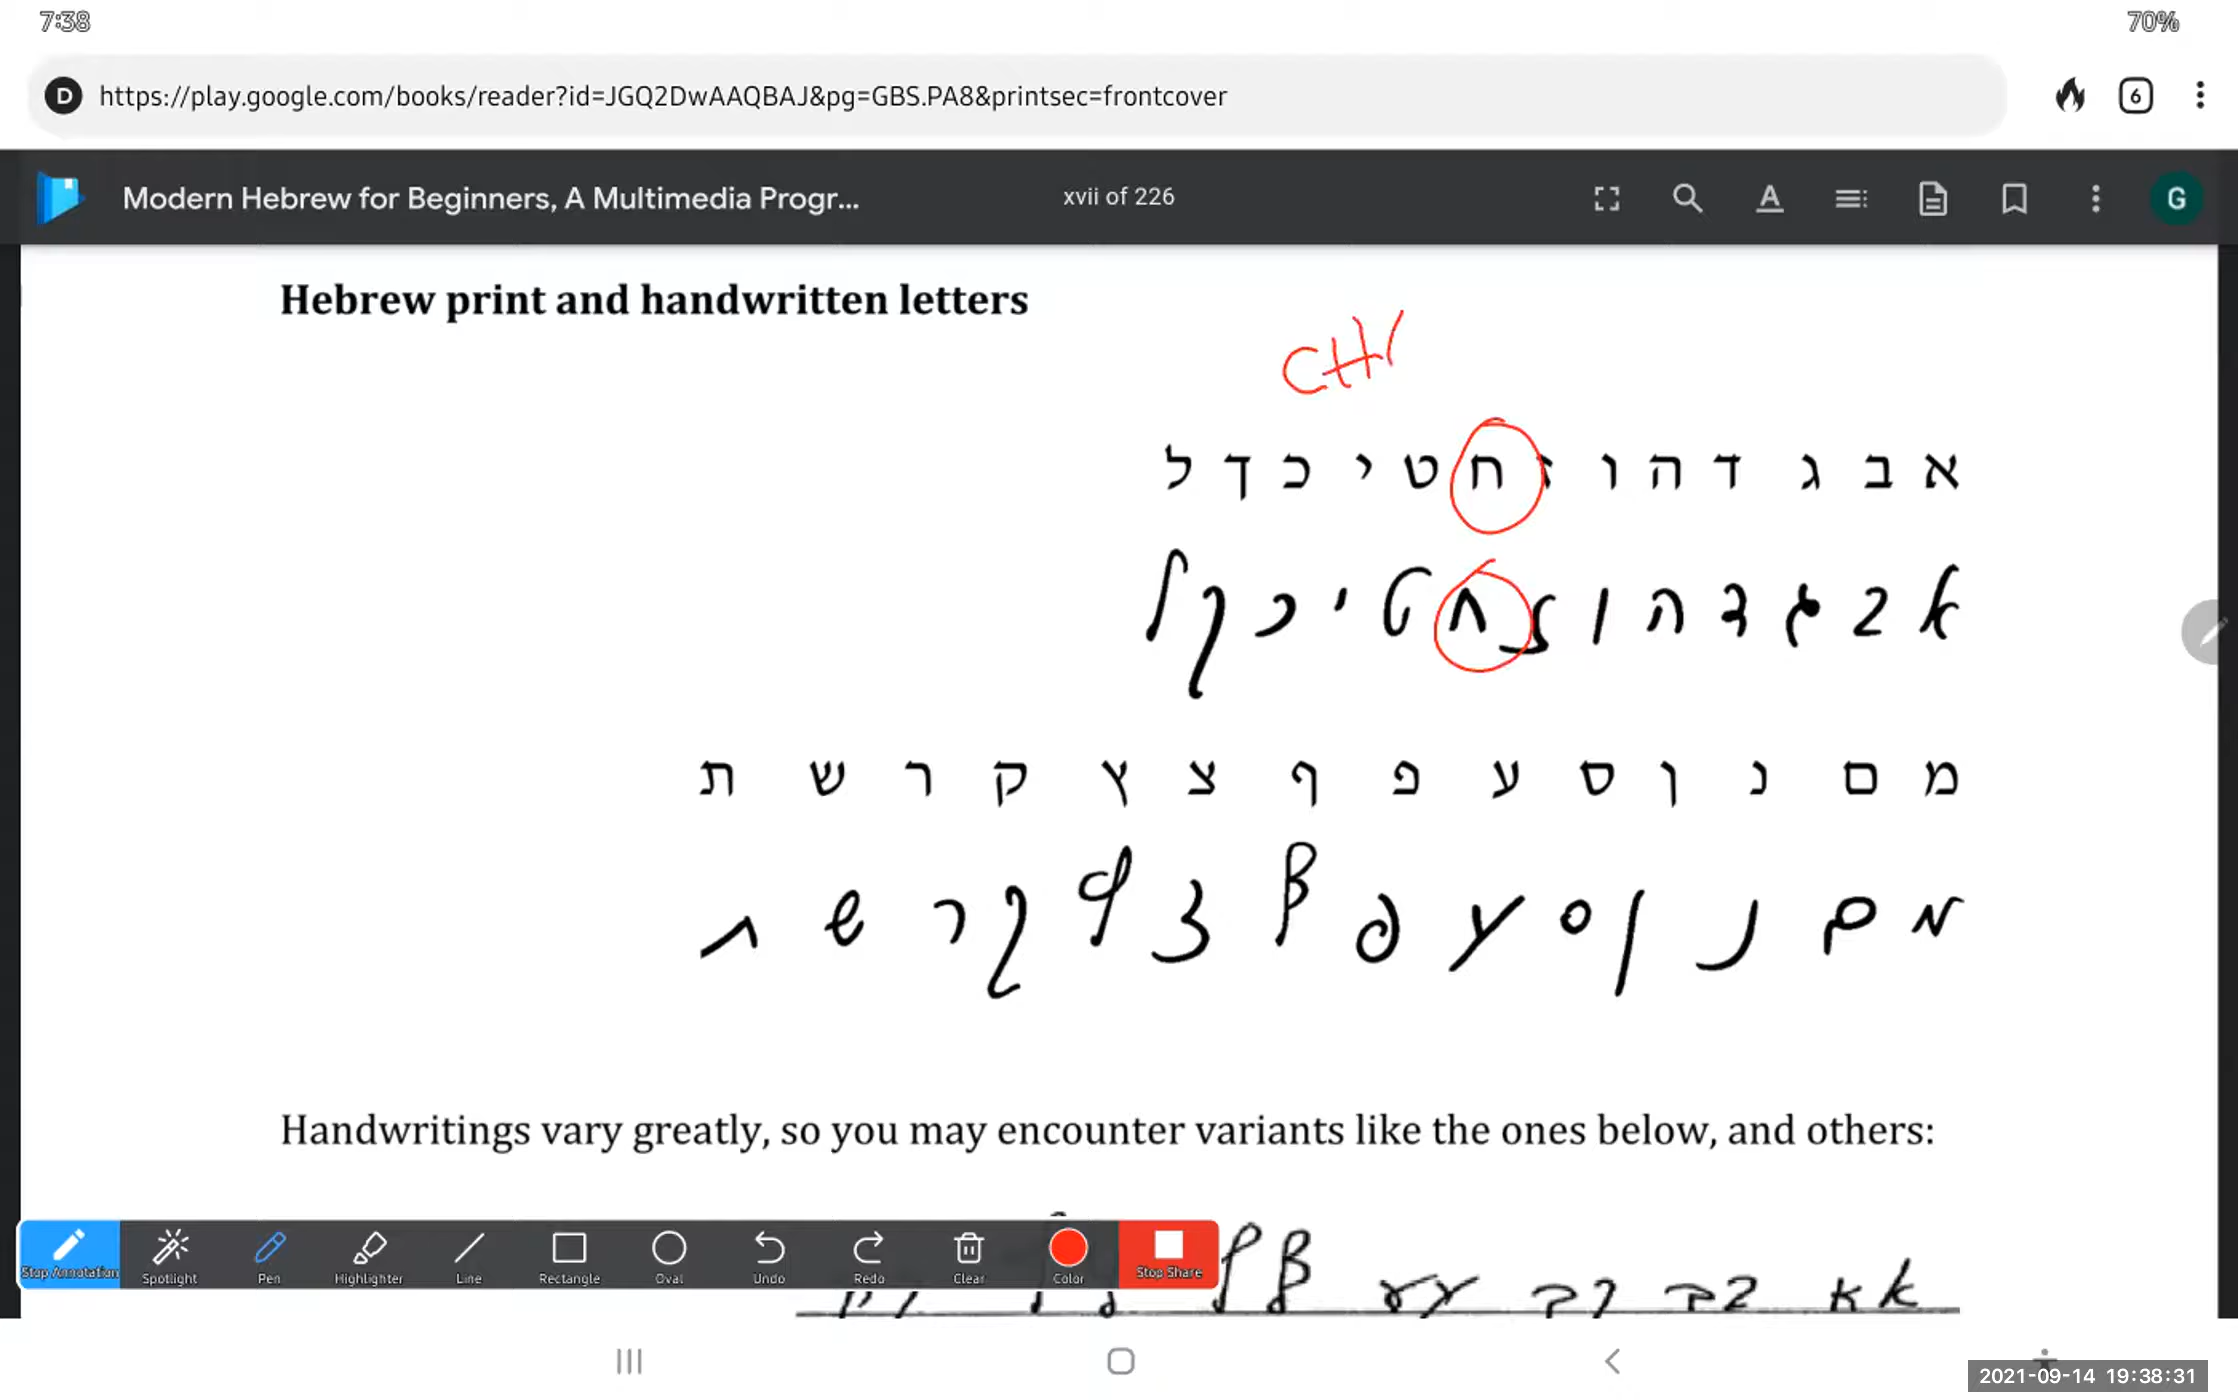 7:38
70%
D https://play.google.com/books/reader?id=JGQ2DwAAQBAJ&pg=GBS.PA8&printsec=frontcover 6
Modern Hebrew for Beginners, A Multimedia Progr... xvii of 226 A G
Hebrew print and handwritten letters
CH
א ב ג ד ה ו ז ח ט י כ ך ל
א ב ג ד ה ו ז ח ט י כ ך ל
מ ם נ ן ס ע פ ף צ ץ ק ר ש ת
מ ם נ ן ס ע פ ף צ ץ ק ר ש ת
Handwritings vary greatly, so you may encounter variants like the ones below, and others:
Stop Annotation Spotlight Pen Highlighter Line Rectangle Oval Undo Redo Clear Color Stop Share
2021-09-14 19:38:31